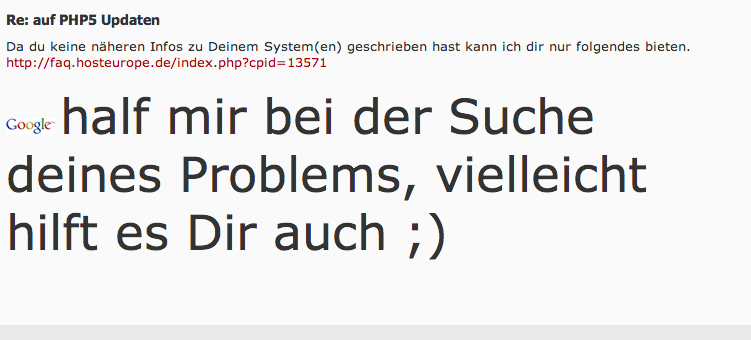 Re: auf PHP5 Updaten
Da du keine näheren Infos zu Deinem System(en) geschrieben hast kann ich dir nur folgendes bieten.
http://faq.hosteurope.de/index.php?cpid=13571
Google™ half mir bei der Suche
deines Problems, vielleicht
hilft es Dir auch ;)